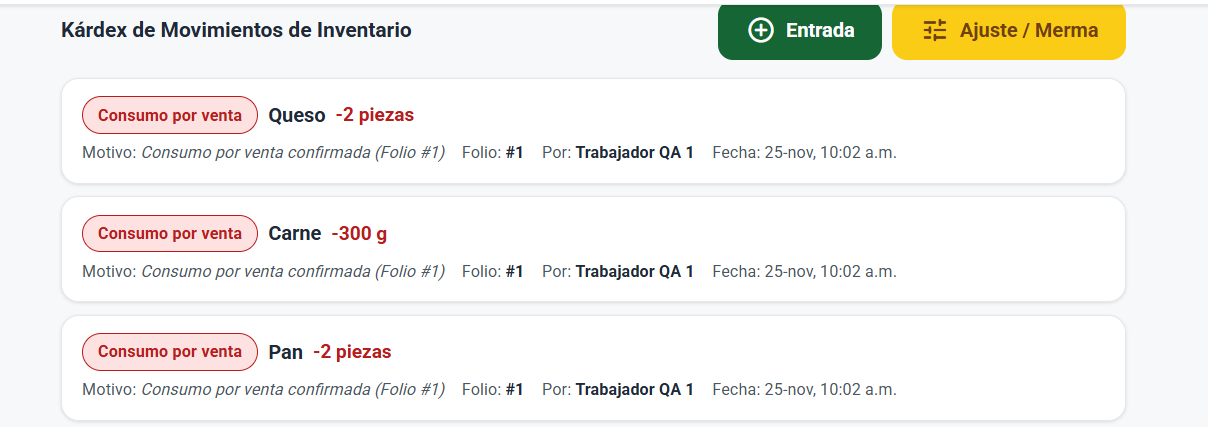 Kárdex de Movimientos de Inventario Entrada Ajuste / Merma
Consumo por venta Queso -2 piezas
Motivo: Consumo por venta confirmada (Folio #1) Folio: #1 Por: Trabajador QA 1 Fecha: 25-nov, 10:02 a.m.
Consumo por venta Carne -300 g
Motivo: Consumo por venta confirmada (Folio #1) Folio: #1 Por: Trabajador QA 1 Fecha: 25-nov, 10:02 a.m.
Consumo por venta Pan -2 piezas
Motivo: Consumo por venta confirmada (Folio #1) Folio: #1 Por: Trabajador QA 1 Fecha: 25-nov, 10:02 a.m.